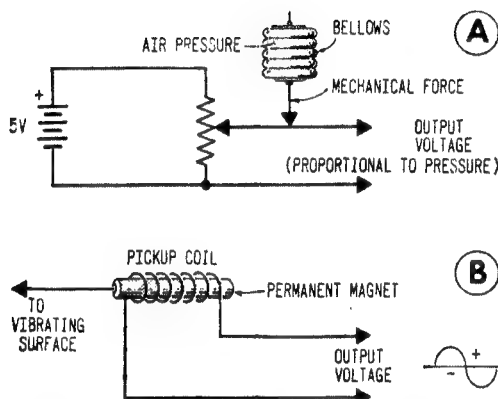 A
AIR PRESSURE
BELLOWS
MECHANICAL FORCE
+
5V
OUTPUT
VOLTAGE
(PROPORTIONAL TO PRESSURE)
B
PICKUP COIL
PERMANENT MAGNET
TO
VIBRATING
SURFACE
OUTPUT
VOLTAGE
+
-